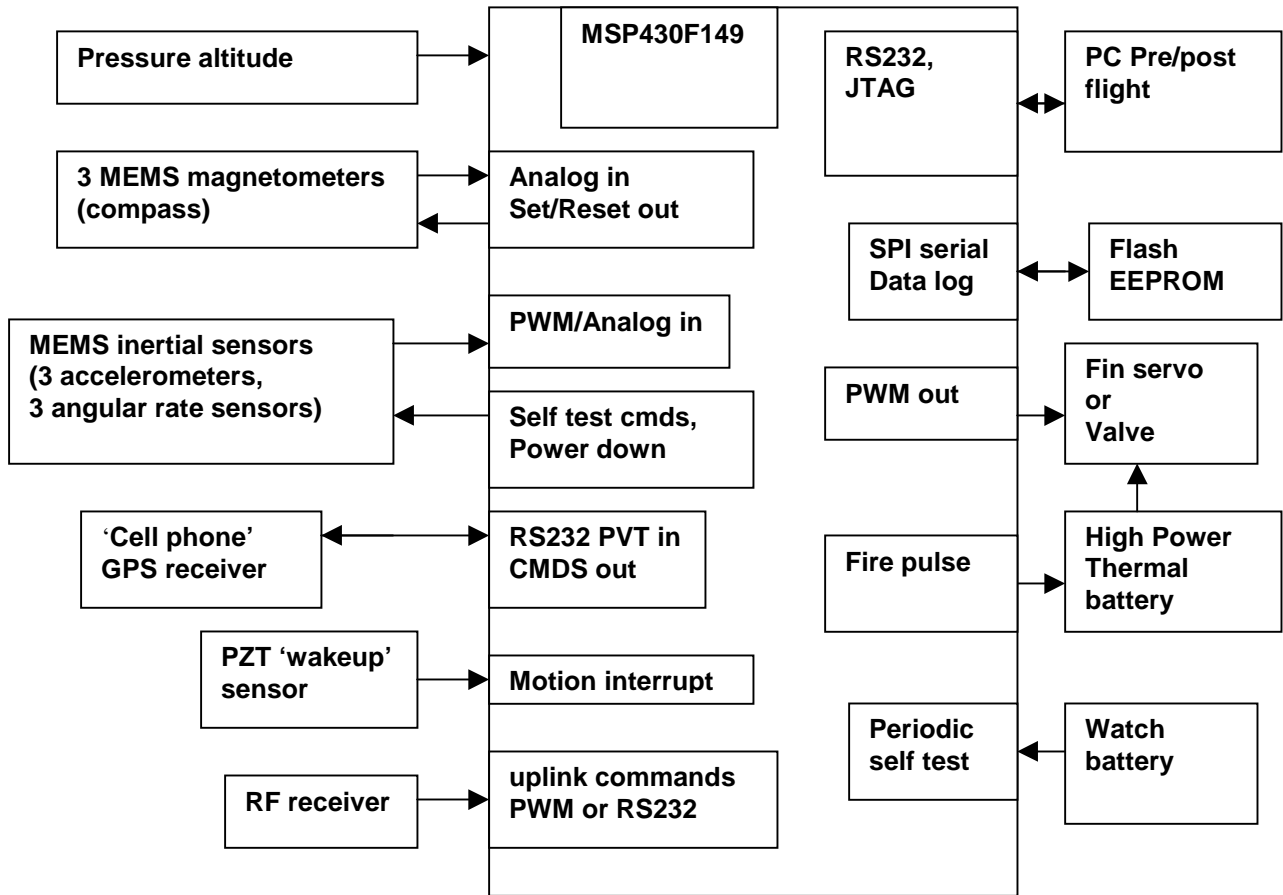 MSP430F149
Pressure altitude
RS232,
JTAG
PC Pre/post
flight
3 MEMS magnetometers
(compass)
Analog in
Set/Reset out
SPI serial
Data log
Flash
EEPROM
MEMS inertial sensors
(3 accelerometers,
3 angular rate sensors)
PWM/Analog in
Self test cmds,
Power down
PWM out
Fin servo
or
Valve
‘Cell phone’
GPS receiver
RS232 PVT in
CMDS out
Fire pulse
High Power
Thermal
battery
PZT ‘wakeup’
sensor
Motion interrupt
Periodic
self test
Watch
battery
RF receiver
uplink commands
PWM or RS232